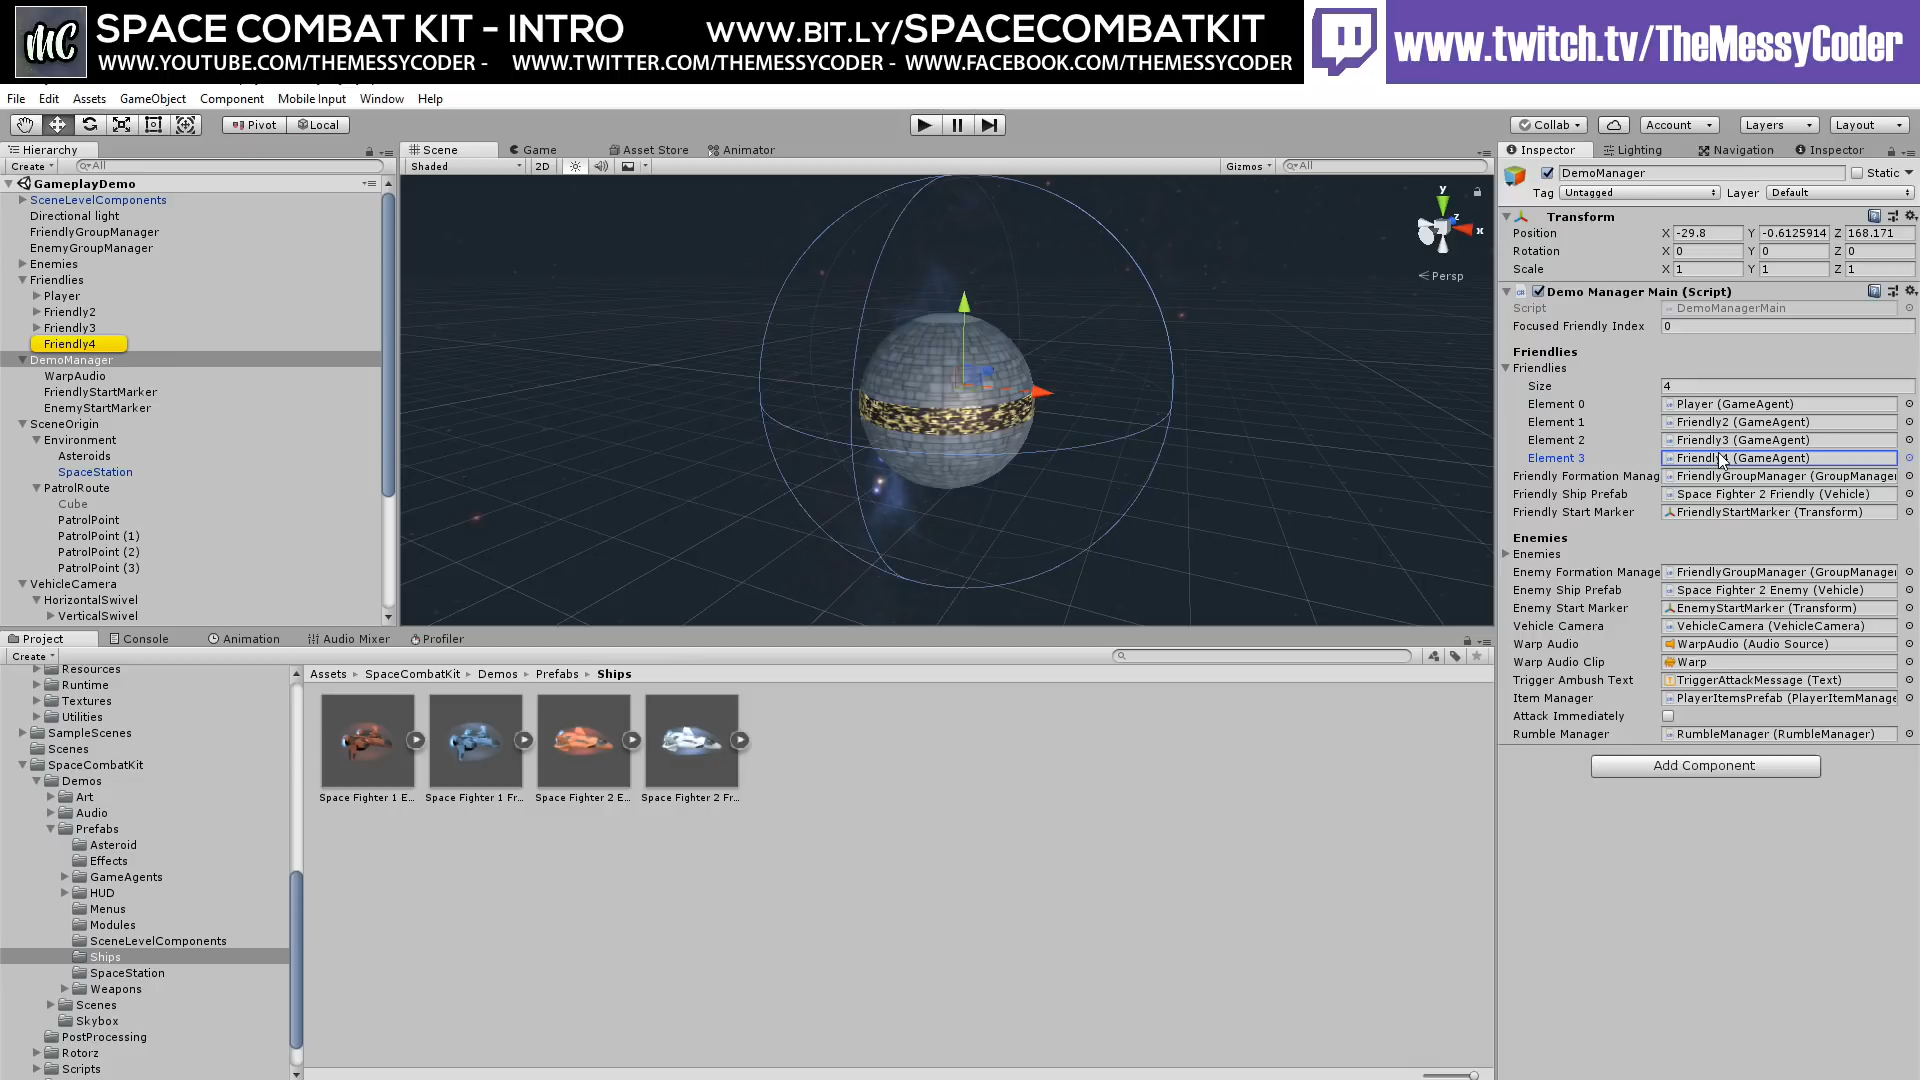 MC
SPACE COMBAT KIT - INTRO
WWW.BIT.LY/SPACECOMBATKIT
WWW.YOUTUBE.COM/THEMESSYCODER - WWW.TWITTER.COM/THEMESSYCODER - WWW.FACEBOOK.COM/THEMESSYCODER
www.twitch.tv/TheMessyCoder
File Edit Assets GameObject Component Mobile Input Window Help
Pivot Local
Collab Account Layers Layout
Hierarchy
Create All
GameplayDemo
SceneLevelComponents
Directional light
FriendlyGroupManager
EnemyGroupManager
Enemies
Friendlies
Player
Friendly2
Friendly3
Friendly4
DemoManager
WarpAudio
FriendlyStartMarker
EnemyStartMarker
SceneOrigin
Environment
Asteroids
SpaceStation
PatrolRoute
Cube
PatrolPoint
PatrolPoint (1)
PatrolPoint (2)
PatrolPoint (3)
VehicleCamera
HorizontalSwivel
VerticalSwivel
Scene Game Asset Store Animator
Shaded 2D Gizmos All
y
z
x
Persp
Inspector Lighting Navigation Inspector
DemoManager Static
Tag Untagged Layer Default
Transform
Position X -29.8 Y -0.6125914 Z 168.171
Rotation X 0 Y 0 Z 0
Scale X 1 Y 1 Z 1
Demo Manager Main (Script)
Script DemoManagerMain
Focused Friendly Index 0
Friendlies
Friendlies
Size 4
Element 0 Player (GameAgent)
Element 1 Friendly2 (GameAgent)
Element 2 Friendly3 (GameAgent)
Element 3 Friendly4 (GameAgent)
Friendly Formation Manag FriendlyGroupManager (GroupManager
Friendly Ship Prefab Space Fighter 2 Friendly (Vehicle)
Friendly Start Marker FriendlyStartMarker (Transform)
Enemies
Enemies
Enemy Formation Manage FriendlyGroupManager (GroupManager
Enemy Ship Prefab Space Fighter 2 Enemy (Vehicle)
Enemy Start Marker EnemyStartMarker (Transform)
Vehicle Camera VehicleCamera (VehicleCamera)
Warp Audio WarpAudio (Audio Source)
Warp Audio Clip Warp
Trigger Ambush Text TriggerAttackMessage (Text)
Item Manager PlayerItemsPrefab (PlayerItemManage
Attack Immediately
Rumble Manager RumbleManager (RumbleManager)
Add Component
Project Console Animation Audio Mixer Profiler
Create
Resources
Runtime
Textures
Utilities
SampleScenes
Scenes
SpaceCombatKit
Demos
Art
Audio
Prefabs
Asteroid
Effects
GameAgents
HUD
Menus
Modules
SceneLevelComponents
Ships
SpaceStation
Weapons
Scenes
Skybox
PostProcessing
Rotorz
Scripts
Assets SpaceCombatKit Demos Prefabs Ships
Space Fighter 1 E... Space Fighter 1 Fr... Space Fighter 2 E... Space Fighter 2 Fr...